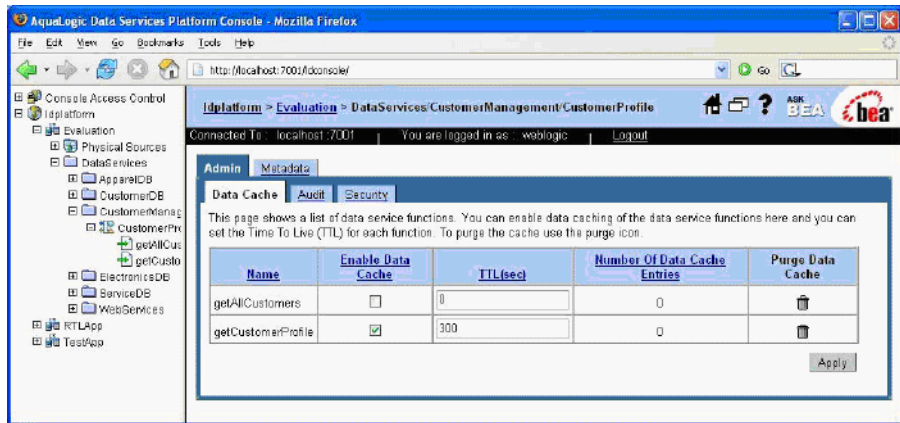 AquaLogic Data Services Platform Console - Mozilla Firefox
File Edit View Go Bookmarks Tools Help
http://localhost:7001/ldconsole/
Go
Console Access Control
ldplatform
Evaluation
Physical Sources
DataServices
ApparelDB
CustomerDB
CustomerManag
CustomerPro
getAllCus
getCusto
ElectronicsDB
ServiceDB
WebServices
RTLApp
TestApp
ldplatform > Evaluation > DataServices/CustomerManagement/CustomerProfile
ASK BEA
bea
Connected To : localhost:7001 | You are logged in as : weblogic | Logout
Admin Metadata
Data Cache Audit Security
This page shows a list of data service functions. You can enable data caching of the data service functions here and you can
set the Time To Live (TTL) for each function. To purge the cache use the purge icon.
Name Enable Data Cache TTL(sec) Number Of Data Cache Entries Purge Data Cache
getAllCustomers 0 0
getCustomerProfile 300 0
Apply